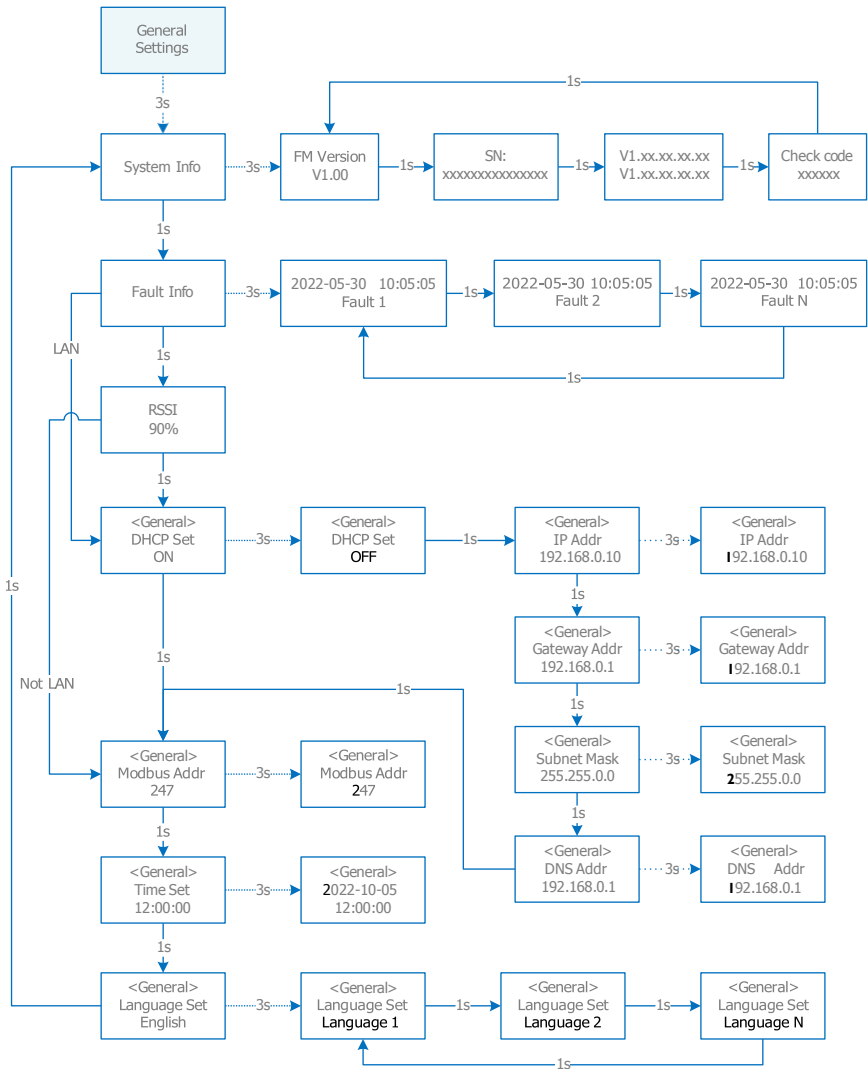 General
Settings
3s
1s
System Info
3s
FM Version
V1.00
1s
SN:
xxxxxxxxxxxxxxx
1s
V1.xx.xx.xx.xx
V1.xx.xx.xx.xx
1s
Check code
xxxxxx
1s
Fault Info
3s
2022-05-30 10:05:05
Fault 1
1s
2022-05-30 10:05:05
Fault 2
1s
2022-05-30 10:05:05
Fault N
LAN
1s
1s
RSSI
90%
1s
<General>
DHCP Set
ON
3s
<General>
DHCP Set
OFF
1s
<General>
IP Addr
192.168.0.10
3s
<General>
IP Addr
192.168.0.10
1s
1s
<General>
Gateway Addr
192.168.0.1
3s
<General>
Gateway Addr
192.168.0.1
1s
Not LAN
1s
1s
<General>
Modbus Addr
247
3s
<General>
Modbus Addr
247
<General>
Subnet Mask
255.255.0.0
3s
<General>
Subnet Mask
255.255.0.0
1s
1s
<General>
Time Set
12:00:00
3s
2022-10-05
12:00:00
<General>
DNS Addr
192.168.0.1
3s
<General>
DNS Addr
192.168.0.1
1s
<General>
Language Set
English
3s
<General>
Language Set
Language 1
1s
<General>
Language Set
Language 2
1s
<General>
Language Set
Language N
1s